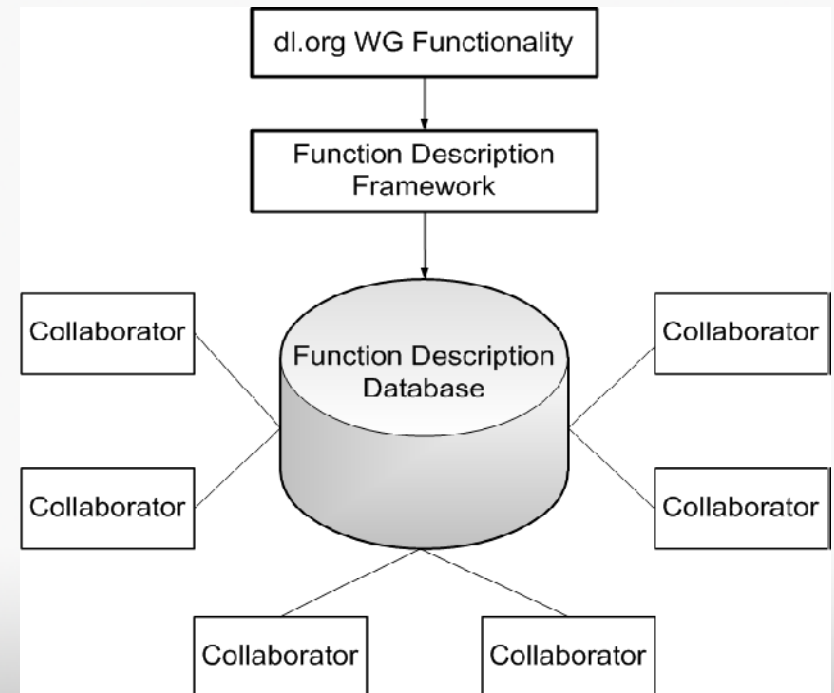 dl.org WG Functionality
Function Description
Framework
Function Description
Database
Collaborator
Collaborator
Collaborator
Collaborator
Collaborator
Collaborator